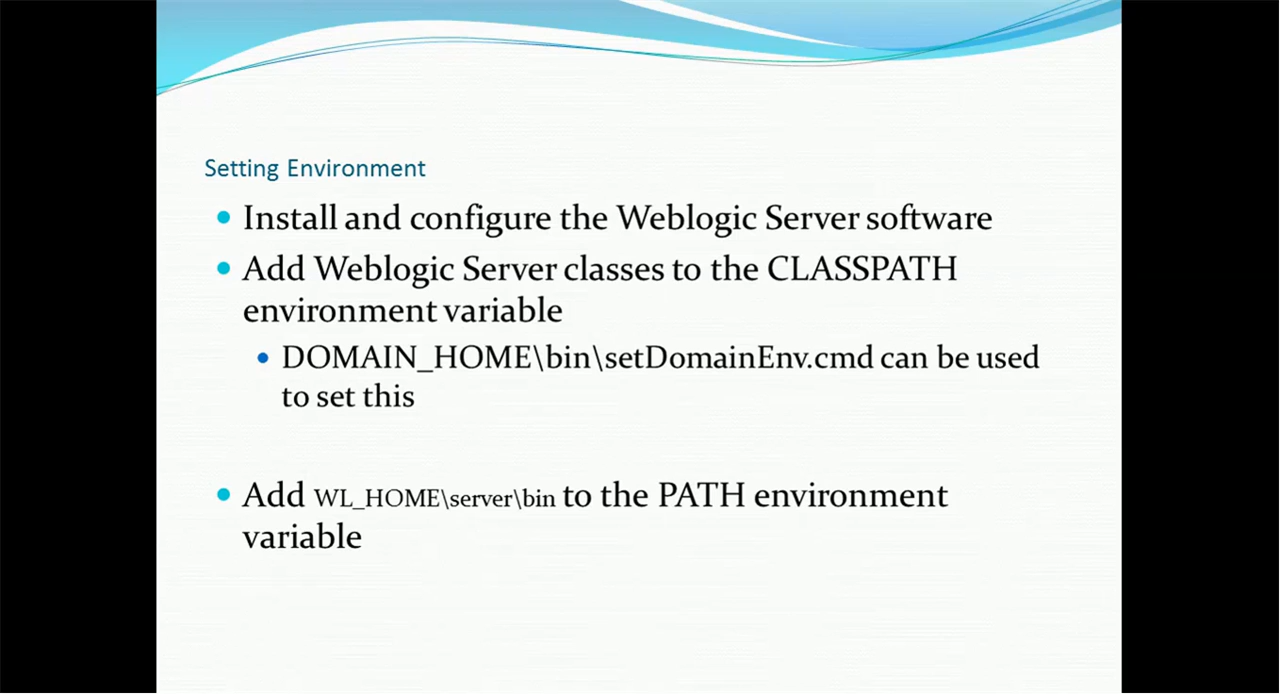 Setting Environment
Install and configure the Weblogic Server software
Add Weblogic Server classes to the CLASSPATH
environment variable
DOMAIN_HOME\bin\setDomainEnv.cmd can be used
to set this
Add WL_HOME\server\bin to the PATH environment
variable